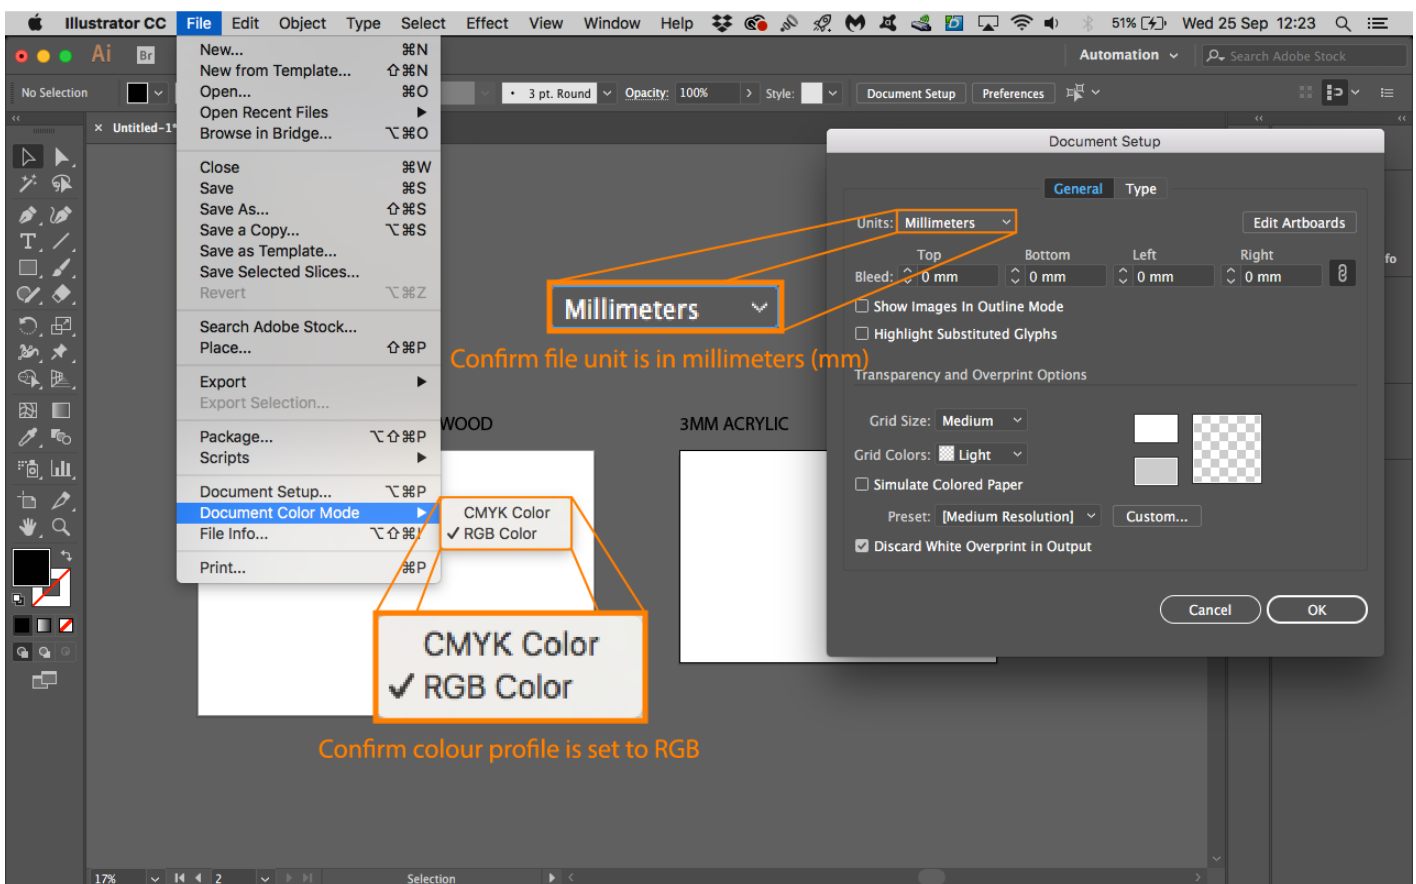 Illustrator CC File Edit Object Type Select Effect View Window Help 51% Wed 25 Sep 12:23
Ai Br Automation Search Adobe Stock
No Selection 3 pt. Round Opacity: 100% Style: Document Setup Preferences
× Untitled-1*
New... ⌘N
New from Template... ⇧⌘N
Open... ⌘O
Open Recent Files ▶
Browse in Bridge... ⌥⌘O
Close ⌘W
Save ⌘S
Save As... ⇧⌘S
Save a Copy... ⌥⌘S
Save as Template...
Save Selected Slices...
Revert ⌥⌘Z
Search Adobe Stock...
Place... ⇧⌘P
Export ▶
Export Selection...
Package... ⌥⇧⌘P
Scripts ▶
Document Setup... ⌥⌘P
Document Color Mode ▶
File Info... ⌥⇧⌘I
Print... ⌘P
CMYK Color
✓ RGB Color
CMYK Color
✓ RGB Color
Confirm colour profile is set to RGB
Millimeters
Confirm file unit is in millimeters (mm)
WOOD
3MM ACRYLIC
Document Setup
General Type
Units: Millimeters Edit Artboards
Top Bottom Left Right
Bleed: 0 mm 0 mm 0 mm 0 mm
Show Images In Outline Mode
Highlight Substituted Glyphs
Transparency and Overprint Options
Grid Size: Medium
Grid Colors: Light
Simulate Colored Paper
Preset: [Medium Resolution] Custom...
Discard White Overprint in Output
Cancel OK
fo
17% 2 Selection